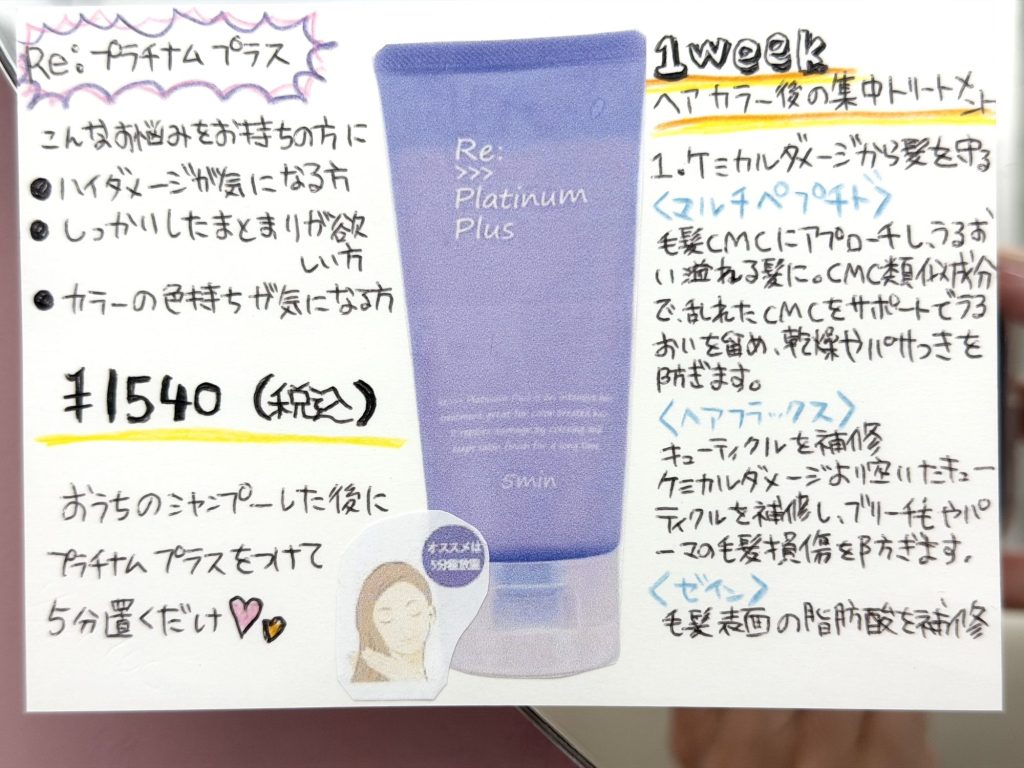 Re:プラチナムプラス
こんなお悩みをお持ちの方に
●ハイダメージが気になる方
●しっかりしたまとまりが欲
しい方
●カラーの色持ちが気になる方
¥1540(税込)
おうちのシャンプーした後に
プラチナムプラスをつけて
5分置くだけ
オススメは
5分間放置
Re:
>>>
Platinum
Plus
5min
1week
ヘアカラー後の集中トリートメント
1.ケミカルダメージから髪を守る
<マルチペプチド>
毛髪CMCにアプローチし、うるお
い溢れる髪に。CMC類似成分
で、乱れたCMCをサポートでうる
おいを留め、乾燥やパサつきを
防ぎます。
<ヘアフラックス>
キューティクルを補修
ケミカルダメージより空いたキュー
ティクルを補修し、ブリーチ毛やパ
ーマの毛髪損傷を防ぎます。
<ゼイン>
毛髪表面の脂肪酸を補修